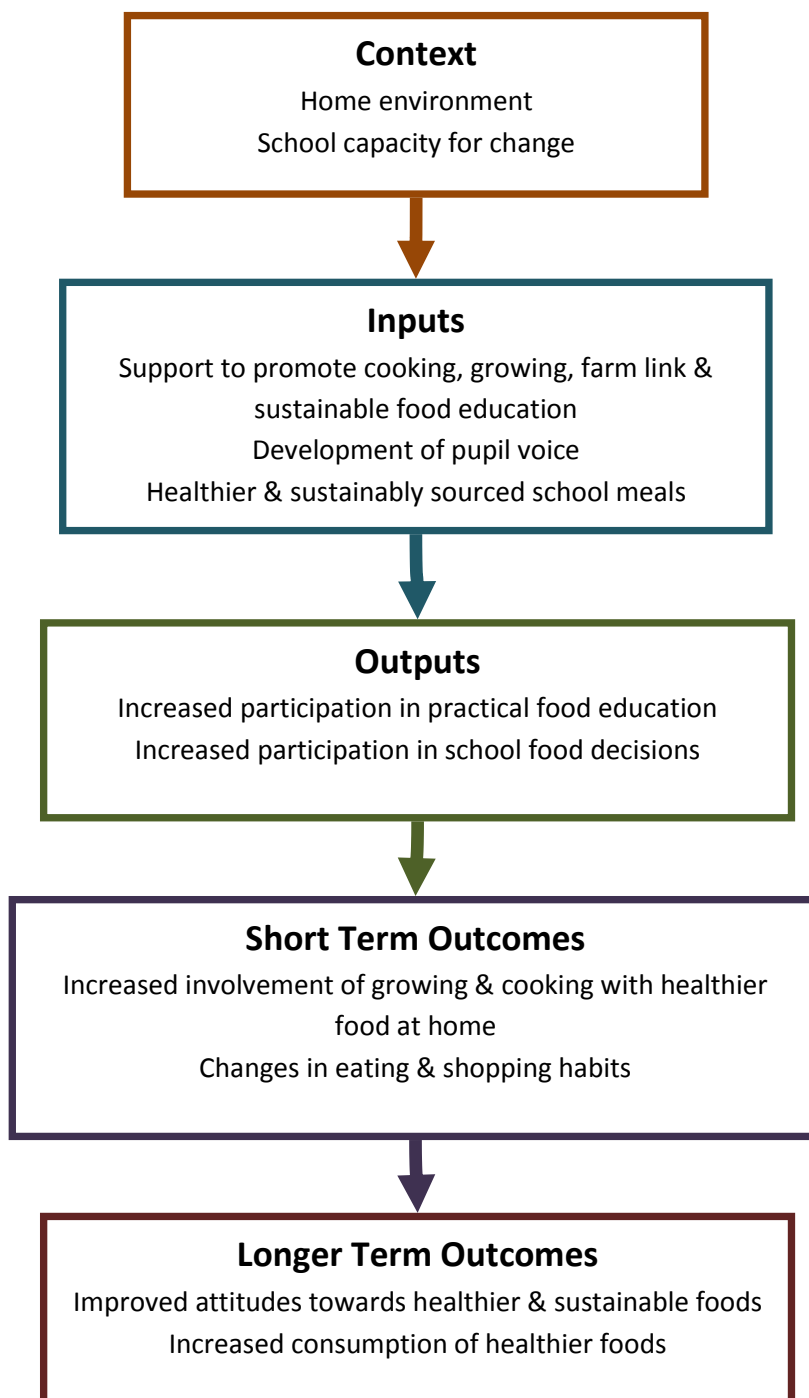 Context
Home environment
School capacity for change
Inputs
Support to promote cooking, growing, farm link &
sustainable food education
Development of pupil voice
Healthier & sustainably sourced school meals
Outputs
Increased participation in practical food education
Increased participation in school food decisions
Short Term Outcomes
Increased involvement of growing & cooking with healthier
food at home
Changes in eating & shopping habits
Longer Term Outcomes
Improved attitudes towards healthier & sustainable foods
Increased consumption of healthier foods